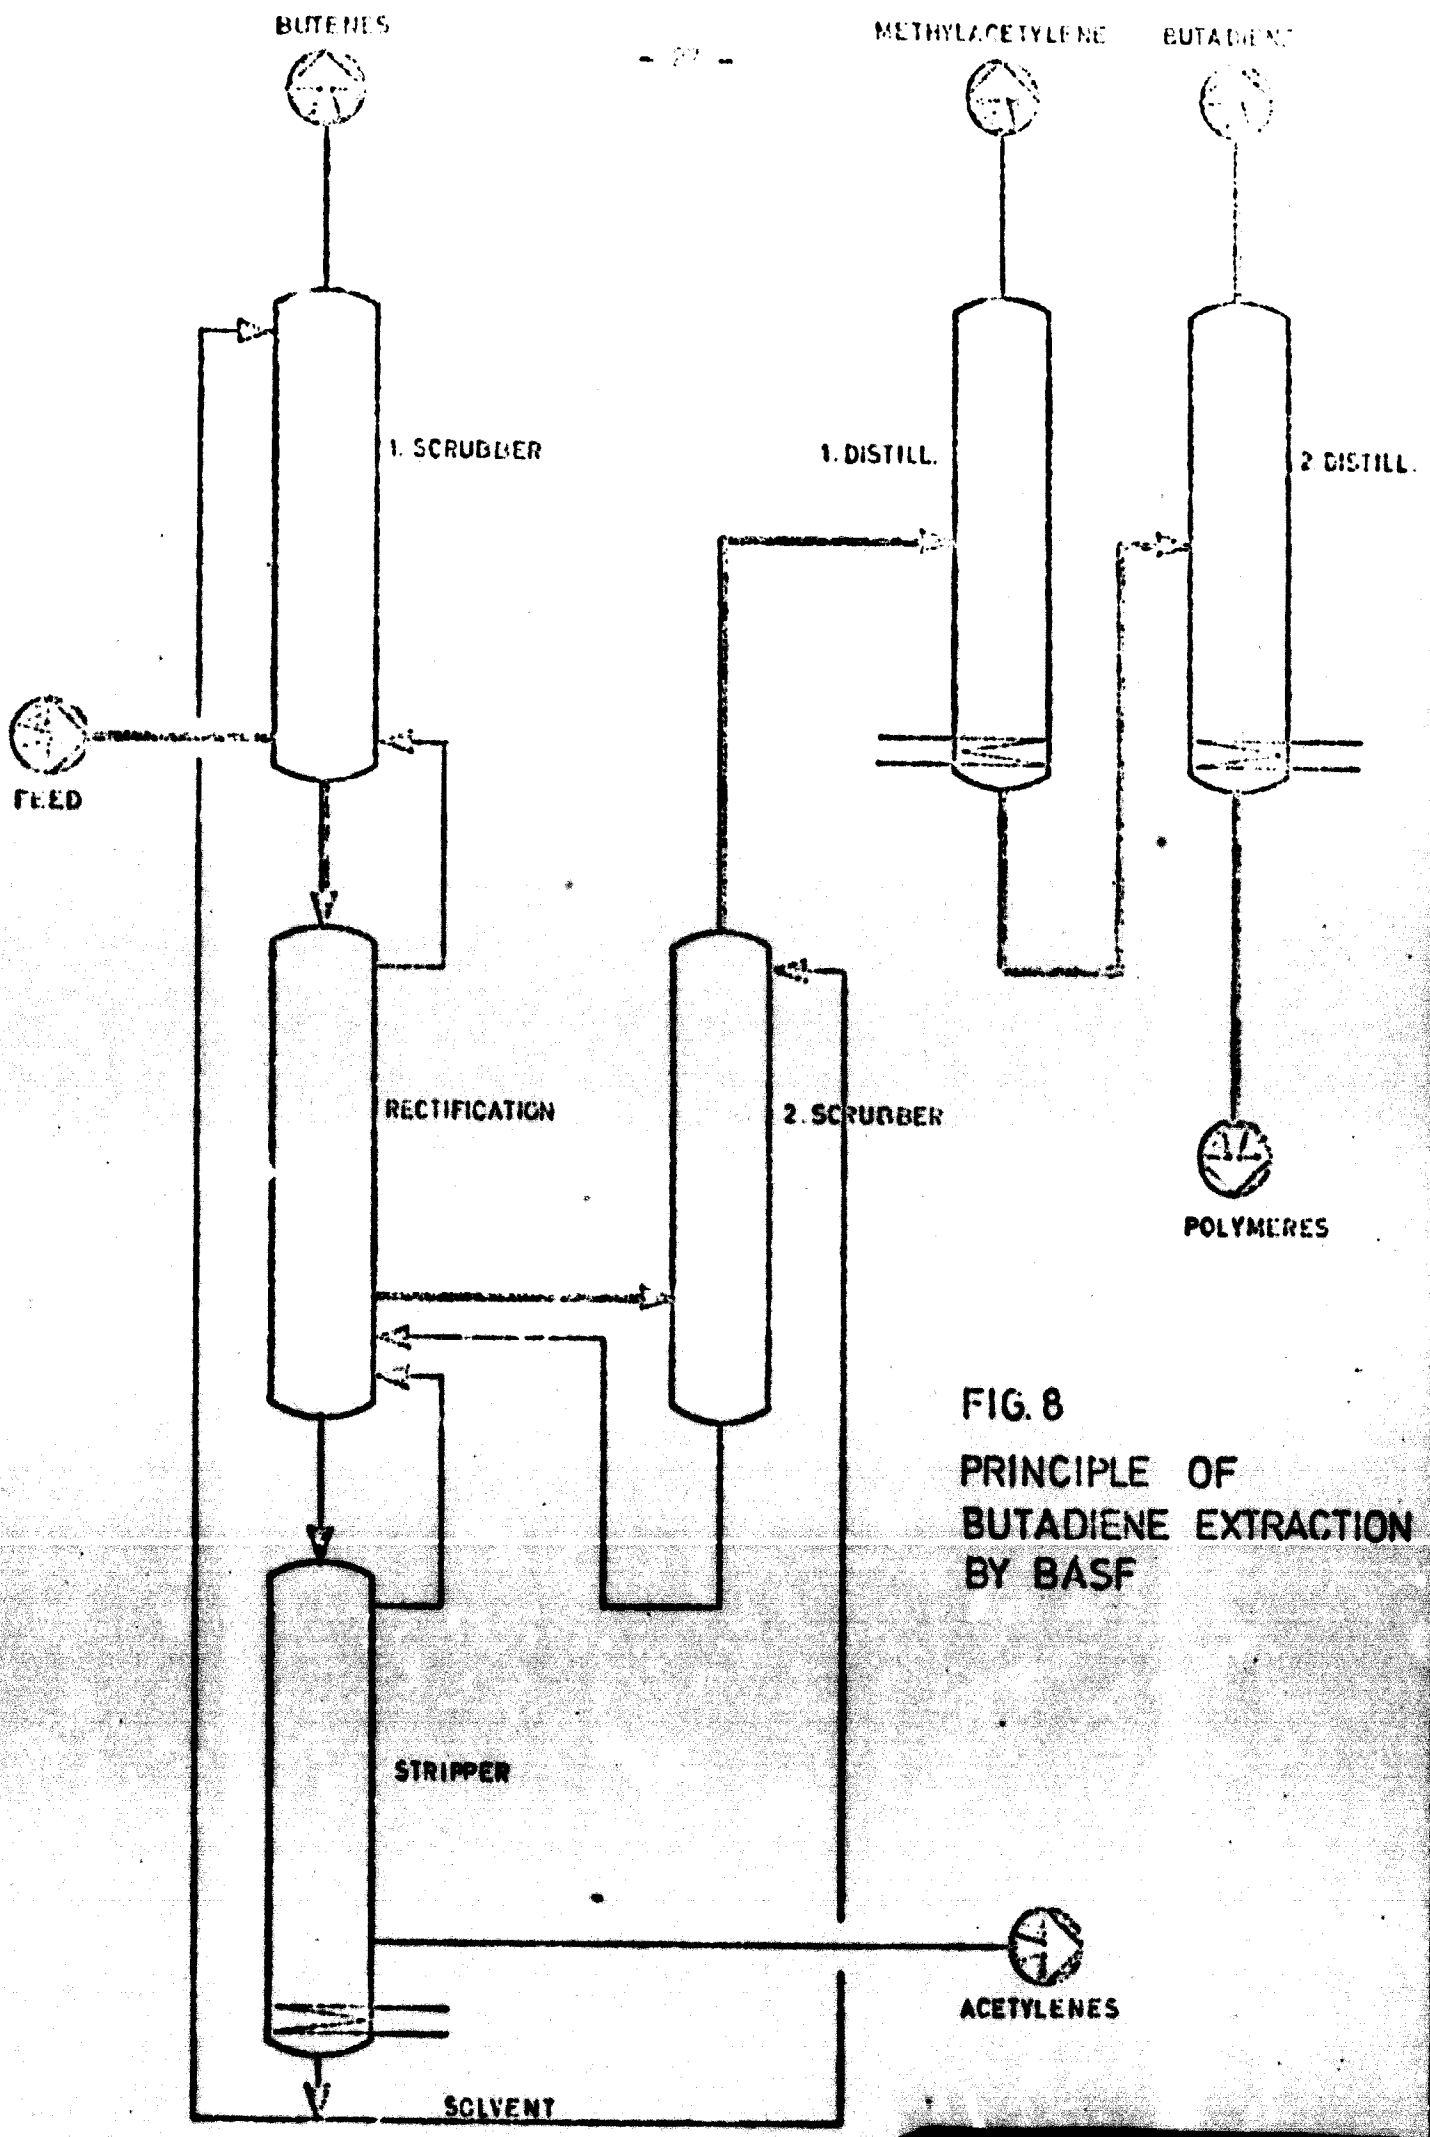 BUTENES
METHYLACETYLENE
BUTADIENE
1. SCRUBBER
1. DISTILL.
2 DISTILL.
FEED
RECTIFICATION
2. SCRUBBER
POLYMERES
FIG. 8
PRINCIPLE OF
BUTADIENE EXTRACTION
BY BASF
STRIPPER
ACETYLENES
SOLVENT